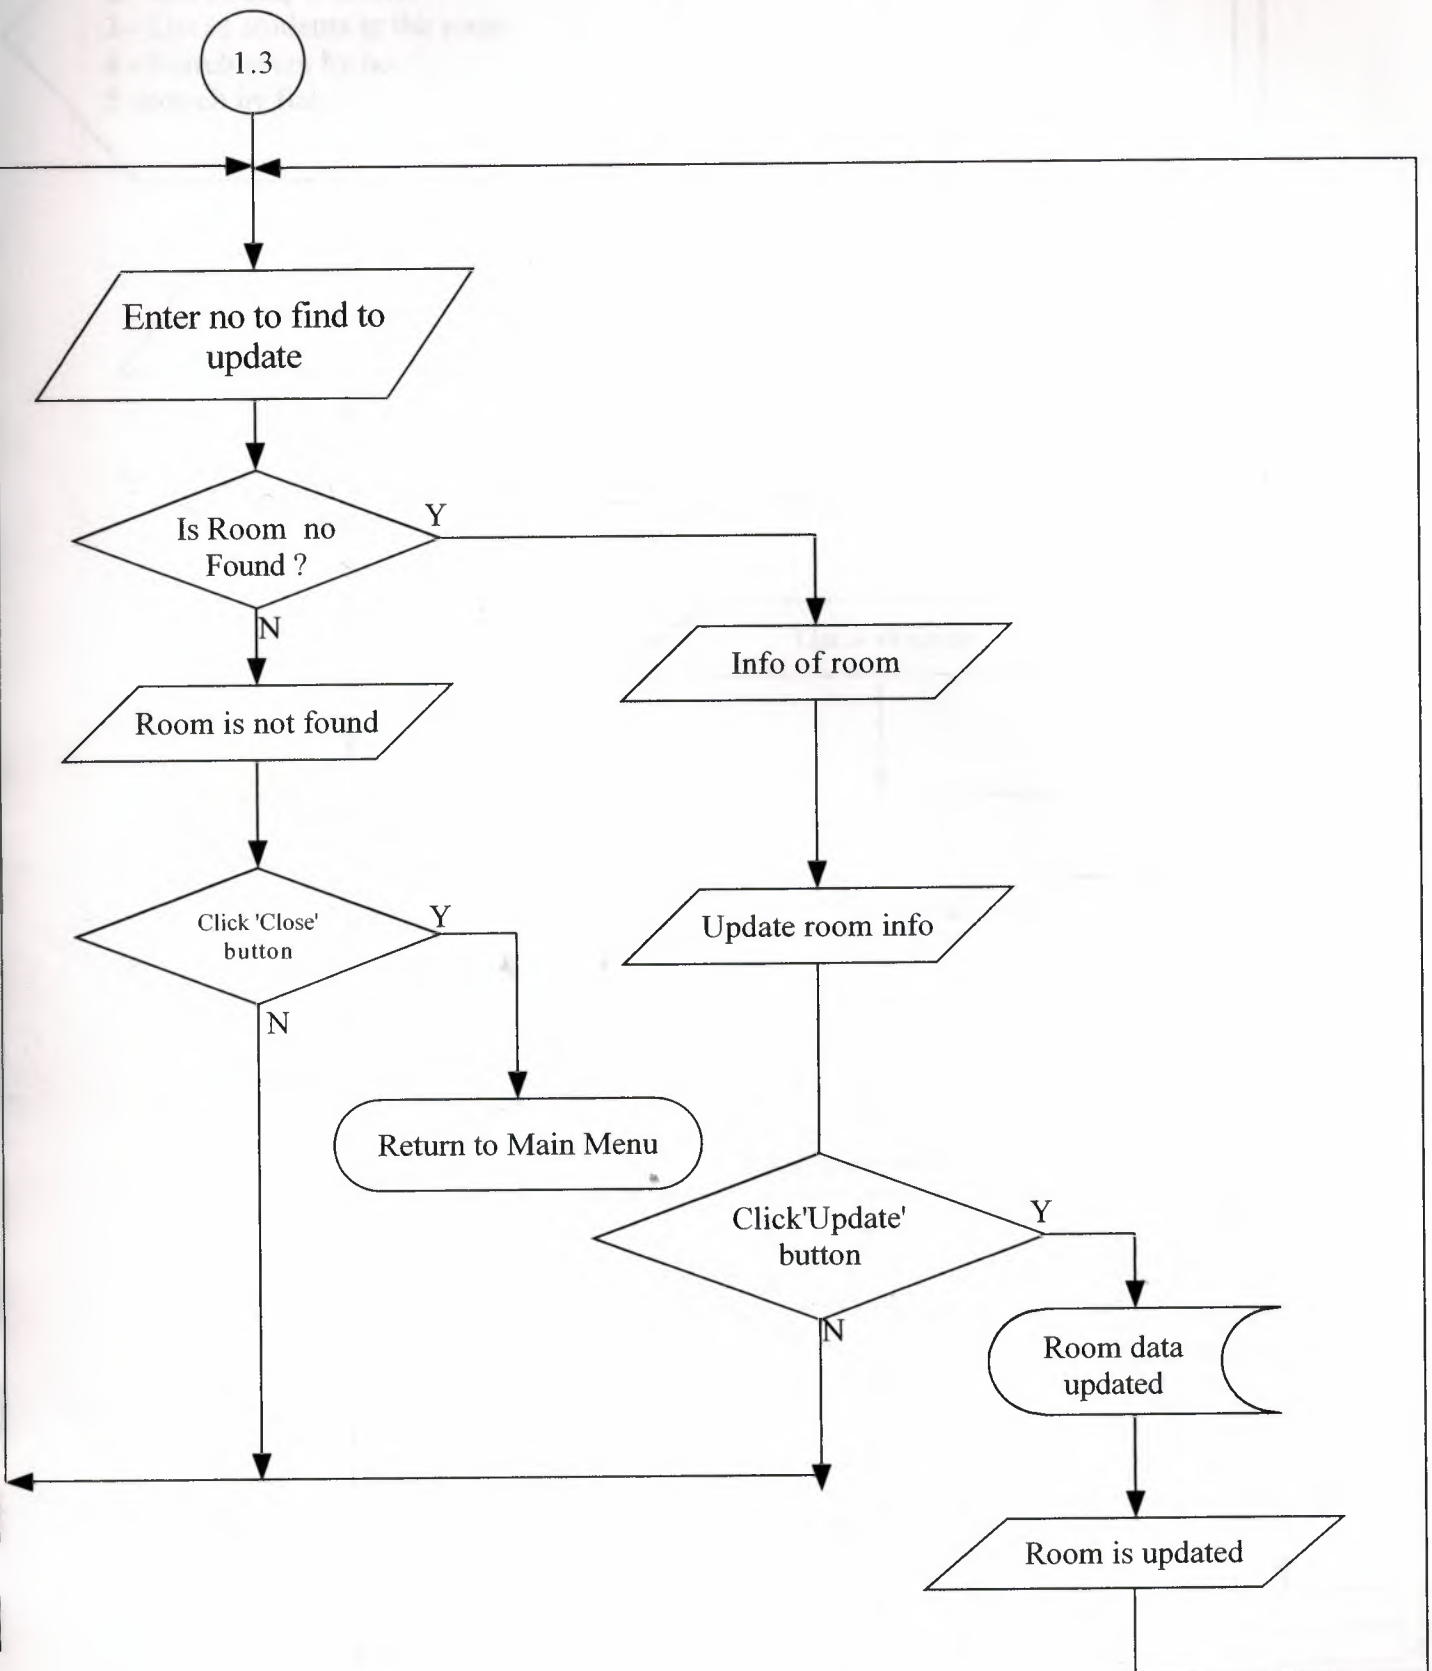 1.3
Enter no to find to
update
Is Room no
Found ?
Y
N
Info of room
Room is not found
Click 'Close'
button
Y
N
Update room info
Return to Main Menu
Click'Update'
button
Y
N
Room data
updated
Room is updated